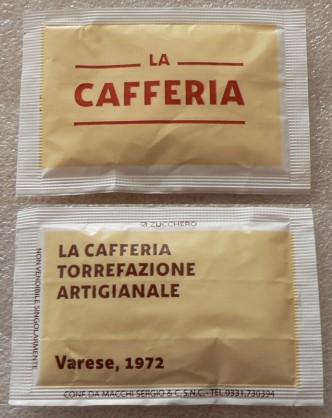 LA
CAFFERIA
ZUCCHERO
LA CAFFERIA
TORREFAZIONE
ARTIGIANALE
Varese, 1972
NON VENDIBILE SINGOLARMENTE
CONF. DA MACCHI SERGIO & C. S.N.C. - TEL. 0331.730394